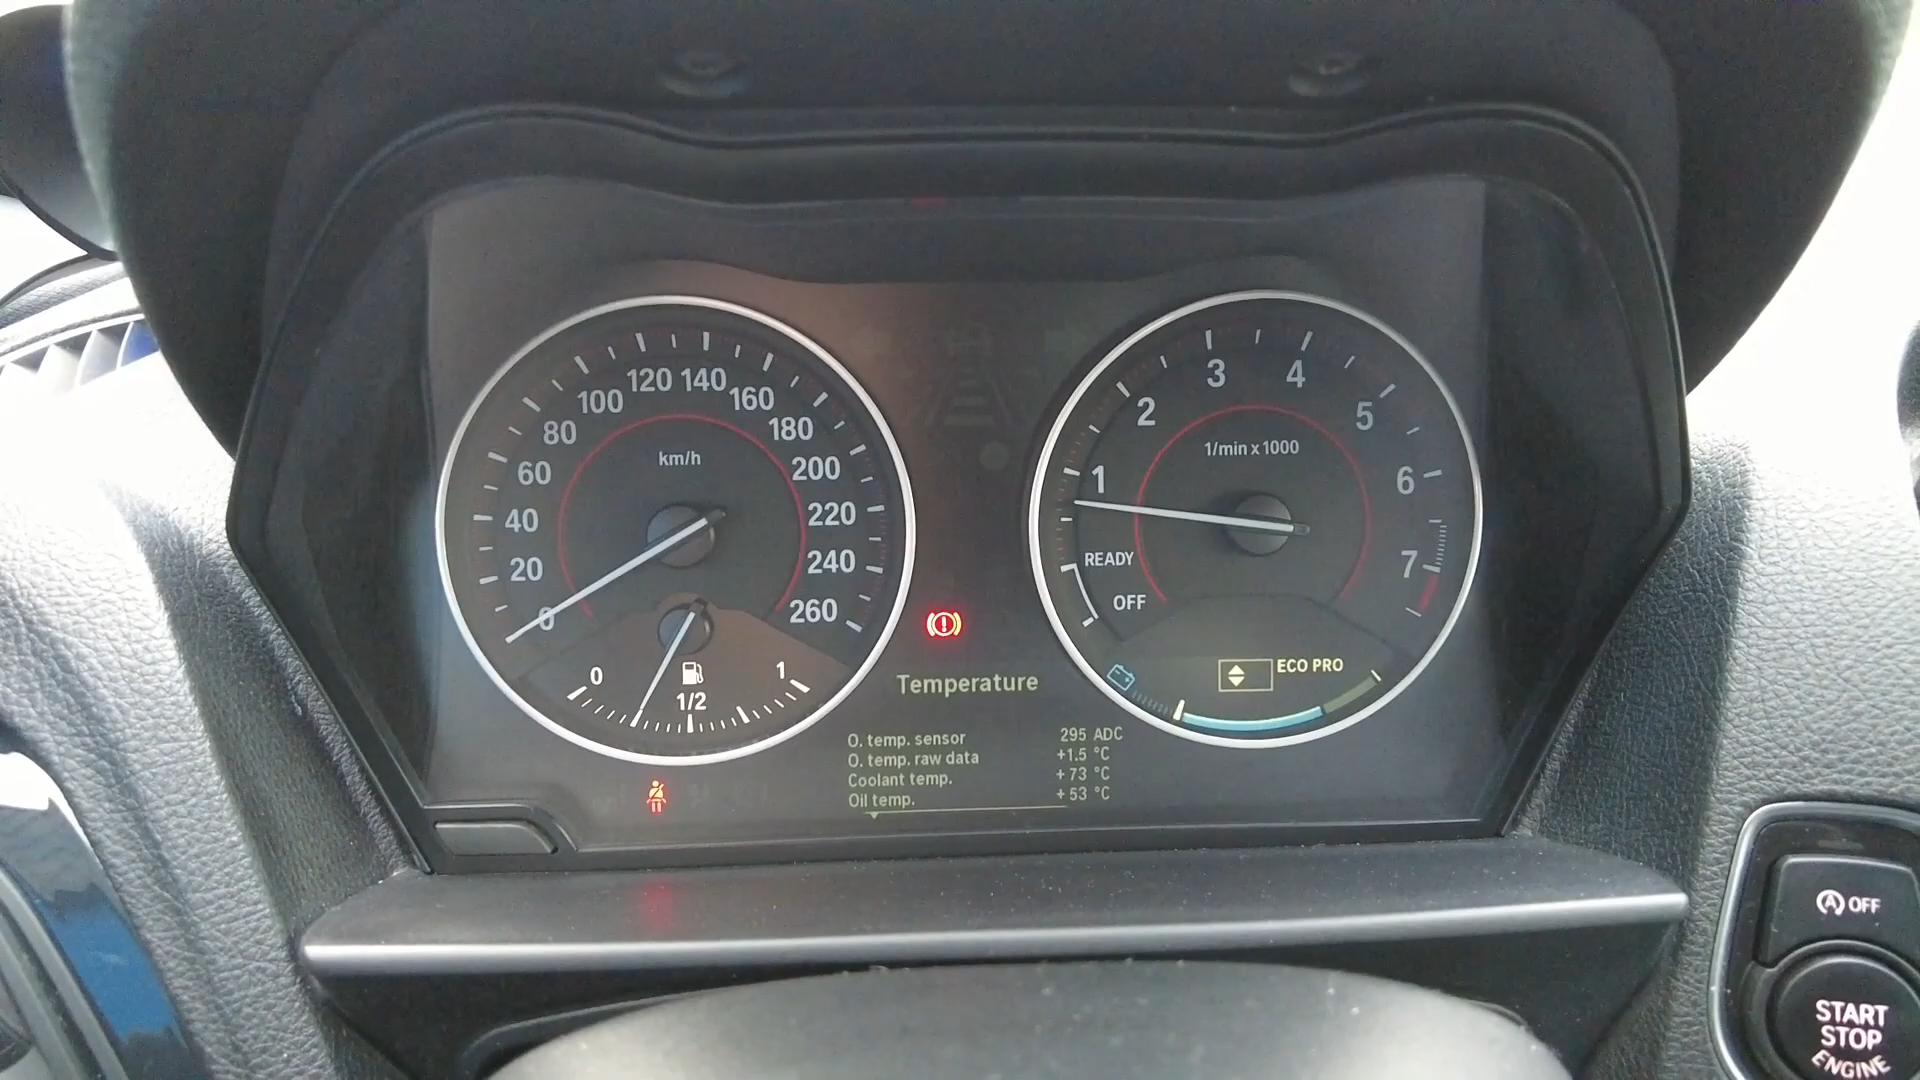 120 140
100 160
80 180
60 200
40 220
20 240
0 260
km/h
0 1
1/2
3 4
2 5
1 6
7
1/min x 1000
READY
OFF
ECO PRO
Temperature
O. temp. sensor 295 ADC
O. temp. raw data +1.5 °C
Coolant temp. + 73 °C
Oil temp. + 53 °C
A OFF
START
STOP
ENGINE